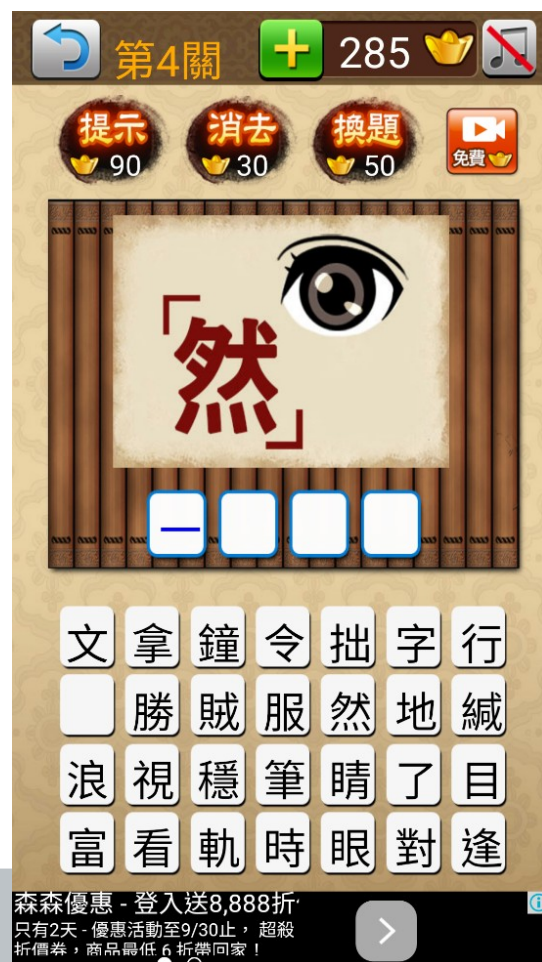 第4關 + 285
提示 消去 換題
90 30 50 免費
「然」
一
文 拿 鐘 令 拙 字 行
勝 賊 服 然 地 緘
浪 視 穩 筆 睛 了 目
富 看 軌 時 眼 對 逢
森森優惠 - 登入送8,888折
只有2天 - 優惠活動至9/30止， 超殺
折價券，商品最低 6 折帶回家！